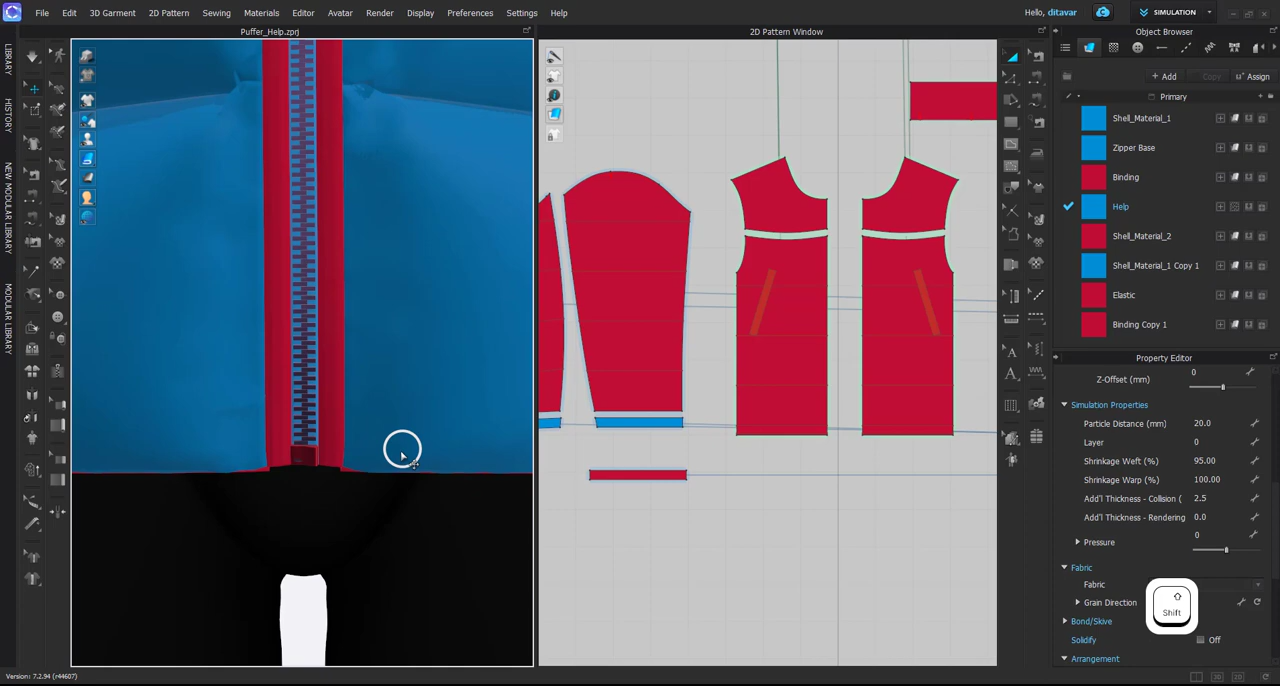 File Edit 3D Garment 2D Pattern Sewing Materials Editor Avatar Render Display Preferences Settings Help
Hello, ditavar
SIMULATION
Puffer_Help.zprj
2D Pattern Window
Object Browser
LIBRARY
HISTORY
NEW MODULAR LIBRARY
MODULAR LIBRARY
+ Add
Copy
Assign
Primary
Shell_Material_1
Zipper Base
Binding
Help
Shell_Material_2
Shell_Material_1 Copy 1
Elastic
Binding Copy 1
Property Editor
Z-Offset (mm) 0
Simulation Properties
Particle Distance (mm) 20.0
Layer 0
Shrinkage Weft (%) 95.00
Shrinkage Warp (%) 100.00
Add'l Thickness - Collision ( 2.5
Add'l Thickness - Rendering 0.0
Pressure 0
Fabric
Fabric
Grain Direction
Bond/Skive
Solidify Off
Arrangement
Shift
Version: 7.2.94 (r44607)
3D
2D